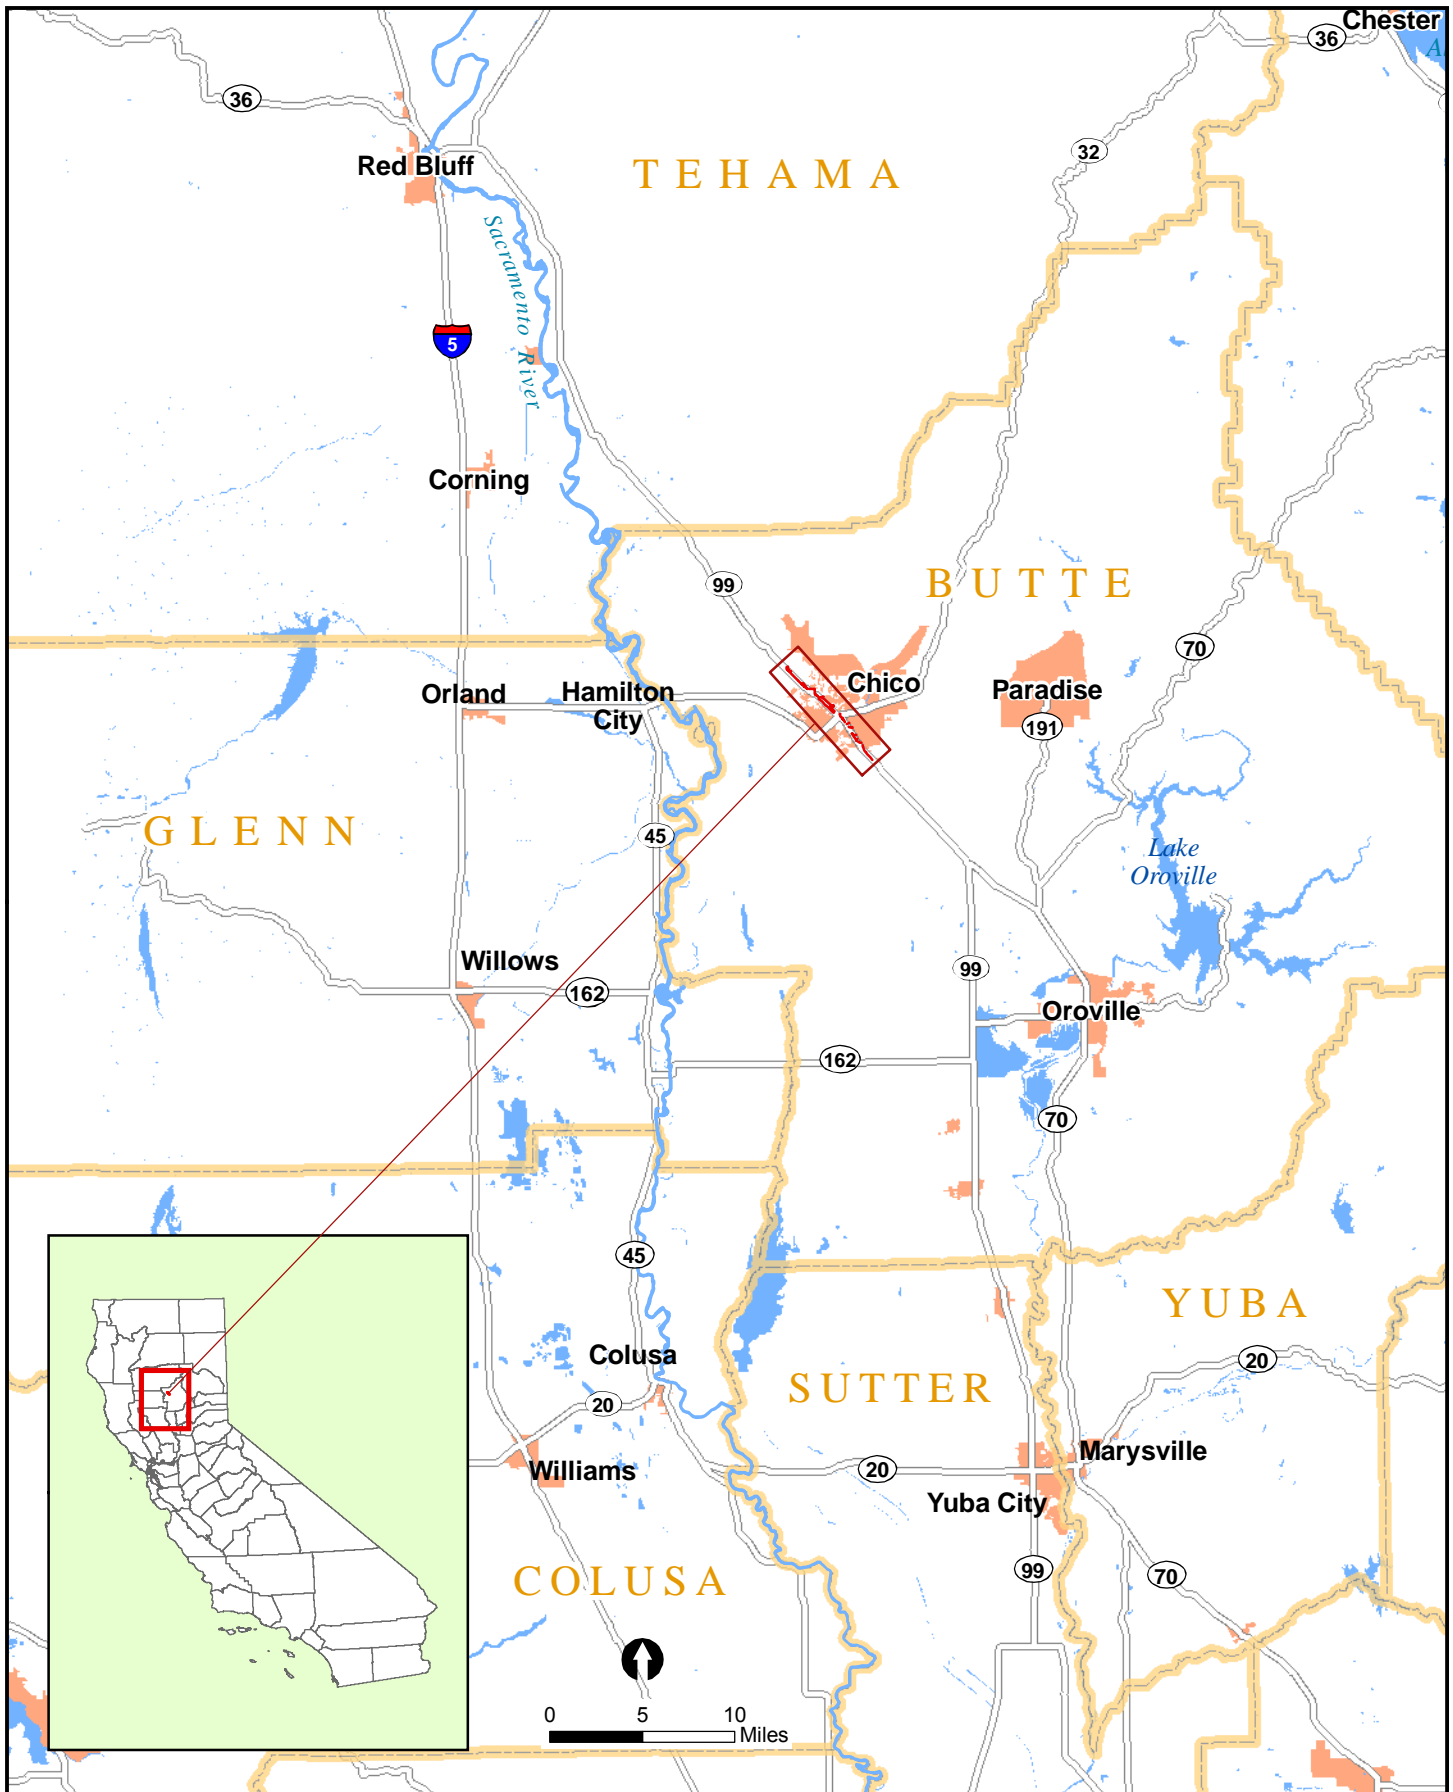 Chester
36
A
36
32
Red Bluff
TEHAMA
Sacramento River
5
Corning
99
BUTTE
70
Orland
Hamilton
City
Chico
Paradise
191
GLENN
45
Lake
Oroville
Willows
162
99
Oroville
162
70
45
YUBA
Colusa
20
SUTTER
20
Marysville
Williams
20
Yuba City
99
70
COLUSA
0 5 10
Miles